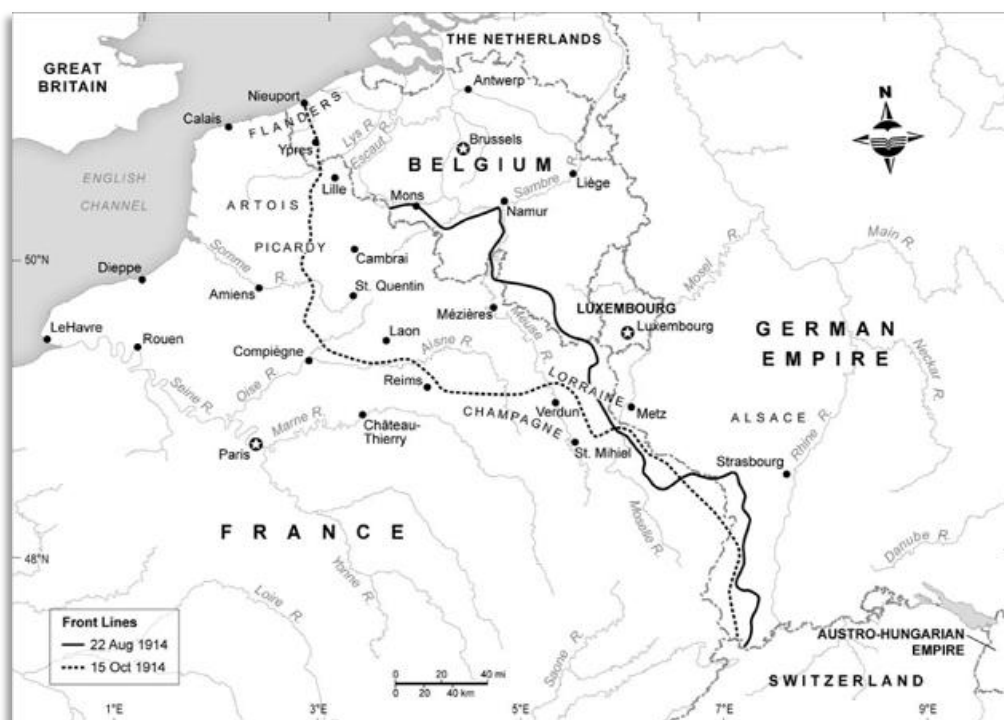 THE NETHERLANDS
GREAT
BRITAIN
N
Antwerp
Nieuport
FLANDERS
Calais
Lys R.
Escaut R.
Ypres
Brussels
BELGIUM
ENGLISH
CHANNEL
Lille
Liège
Mons
Sambre R.
Namur
ARTOIS
PICARDY
Main R.
50°N
Cambrai
Dieppe
Somme R.
Mosel R.
Amiens
St. Quentin
LUXEMBOURG
Luxembourg
Mézières
Meuse R.
GERMAN
EMPIRE
LeHavre
Rouen
Laon
Compiègne
Aisne R.
Neckar R.
Oise R.
Reims
LORRAINE
Seine R.
Verdun
Metz
CHAMPAGNE
ALSACE
Marne R.
Château-
Thierry
Rhine R.
Paris
St. Mihiel
Strasbourg
FRANCE
Moselle R.
48°N
Danube R.
Yonne R.
Loire R.
Front Lines
22 Aug 1914
15 Oct 1914
AUSTRO-HUNGARIAN
EMPIRE
0 20 40 mi
0 20 40 km
Saone R.
SWITZERLAND
1°E
3°E
5°E
7°E
9°E